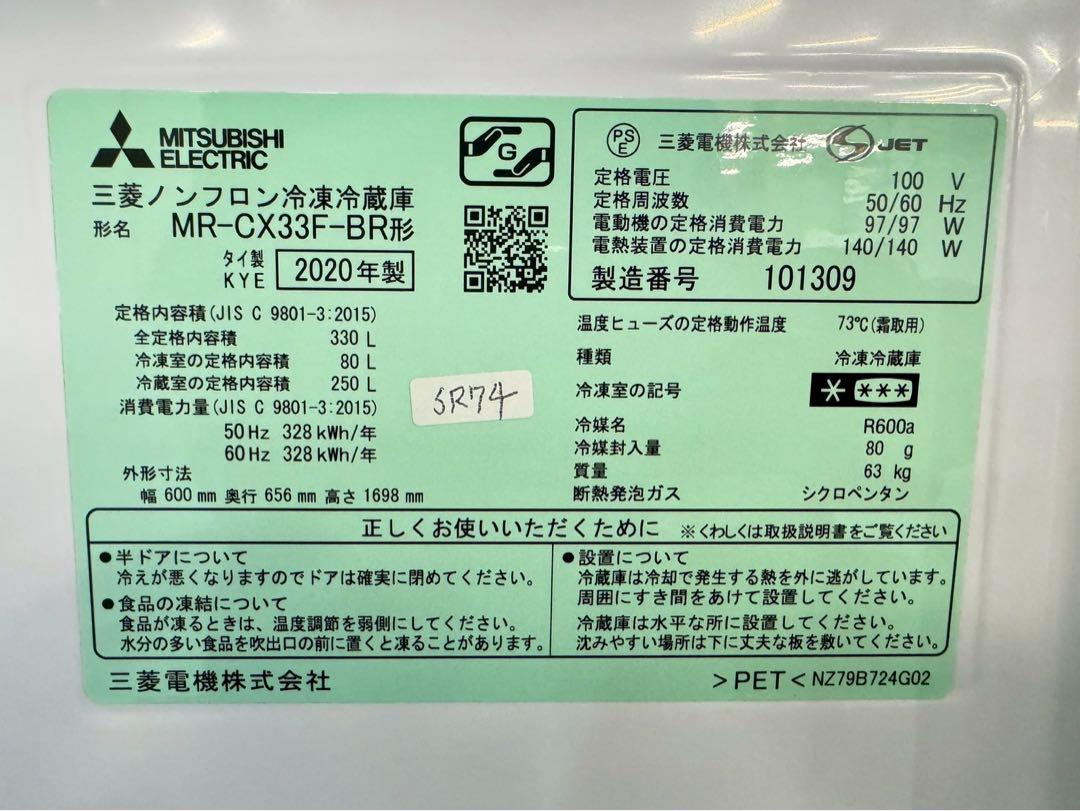 MITSUBISHI
ELECTRIC
三菱ノンフロン冷凍冷蔵庫
形名 MR-CX33F-BR形
タイ製
KYE
2020年製
定格内容積(JIS C 9801-3:2015)
全定格内容積 330 L
冷凍室の定格内容積 80 L
冷蔵室の定格内容積 250 L
消費電力量(JIS C 9801-3:2015)
50Hz 328kWh/年
60Hz 328kWh/年
外形寸法
幅 600 mm 奥行 656 mm 高さ 1698 mm
G
SR74
PSE 三菱電機株式会社 S JET
定格電圧 100 V
定格周波数 50/60 Hz
電動機の定格消費電力 97/97 W
電熱装置の定格消費電力 140/140 W
製造番号 101309
温度ヒューズの定格動作温度 73℃(霜取用)
種類 冷凍冷蔵庫
冷凍室の記号 * ***
冷媒名 R600a
冷媒封入量 80 g
質量 63 kg
断熱発泡ガス シクロペンタン
正しくお使いいただくために ※くわしくは取扱説明書をご覧ください
●半ドアについて
冷えが悪くなりますのでドアは確実に閉めてください。
●食品の凍結について
食品が凍るときは、温度調節を弱側にしてください。
水分の多い食品を吹出口の前に置くと凍ることがあります。
●設置について
冷蔵庫は冷却で発生する熱を外に逃がしています。
周囲にすき間をあけて設置してください。
冷蔵庫は水平な所に設置してください。
沈みやすい場所は下に丈夫な板を敷いてください。
三菱電機株式会社
>PET< NZ79B724G02